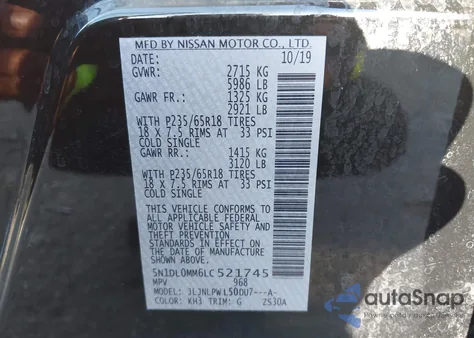 MFD BY NISSAN MOTOR CO., LTD.
DATE: 10/19
GVWR: 2715 KG
5986 LB
GAWR FR.: 1325 KG
2921 LB
WITH P235/65R18 TIRES
18 X 7.5 RIMS AT 33 PSI
COLD SINGLE
GAWR RR.: 1415 KG
3120 LB
WITH P235/65R18 TIRES
18 X 7.5 RIMS AT 33 PSI
COLD SINGLE
THIS VEHICLE CONFORMS TO
ALL APPLICABLE FEDERAL
MOTOR VEHICLE SAFETY
STANDARDS IN EFFECT ON THE
DATE OF MANUFACTURE
SHOWN ABOVE.
5N1DL0MM6LC521745
MPV 968
MODEL: JLJNLPW L50DU7---A-
COLOR: KH3 TRIM: G ZS30A
autoSnap